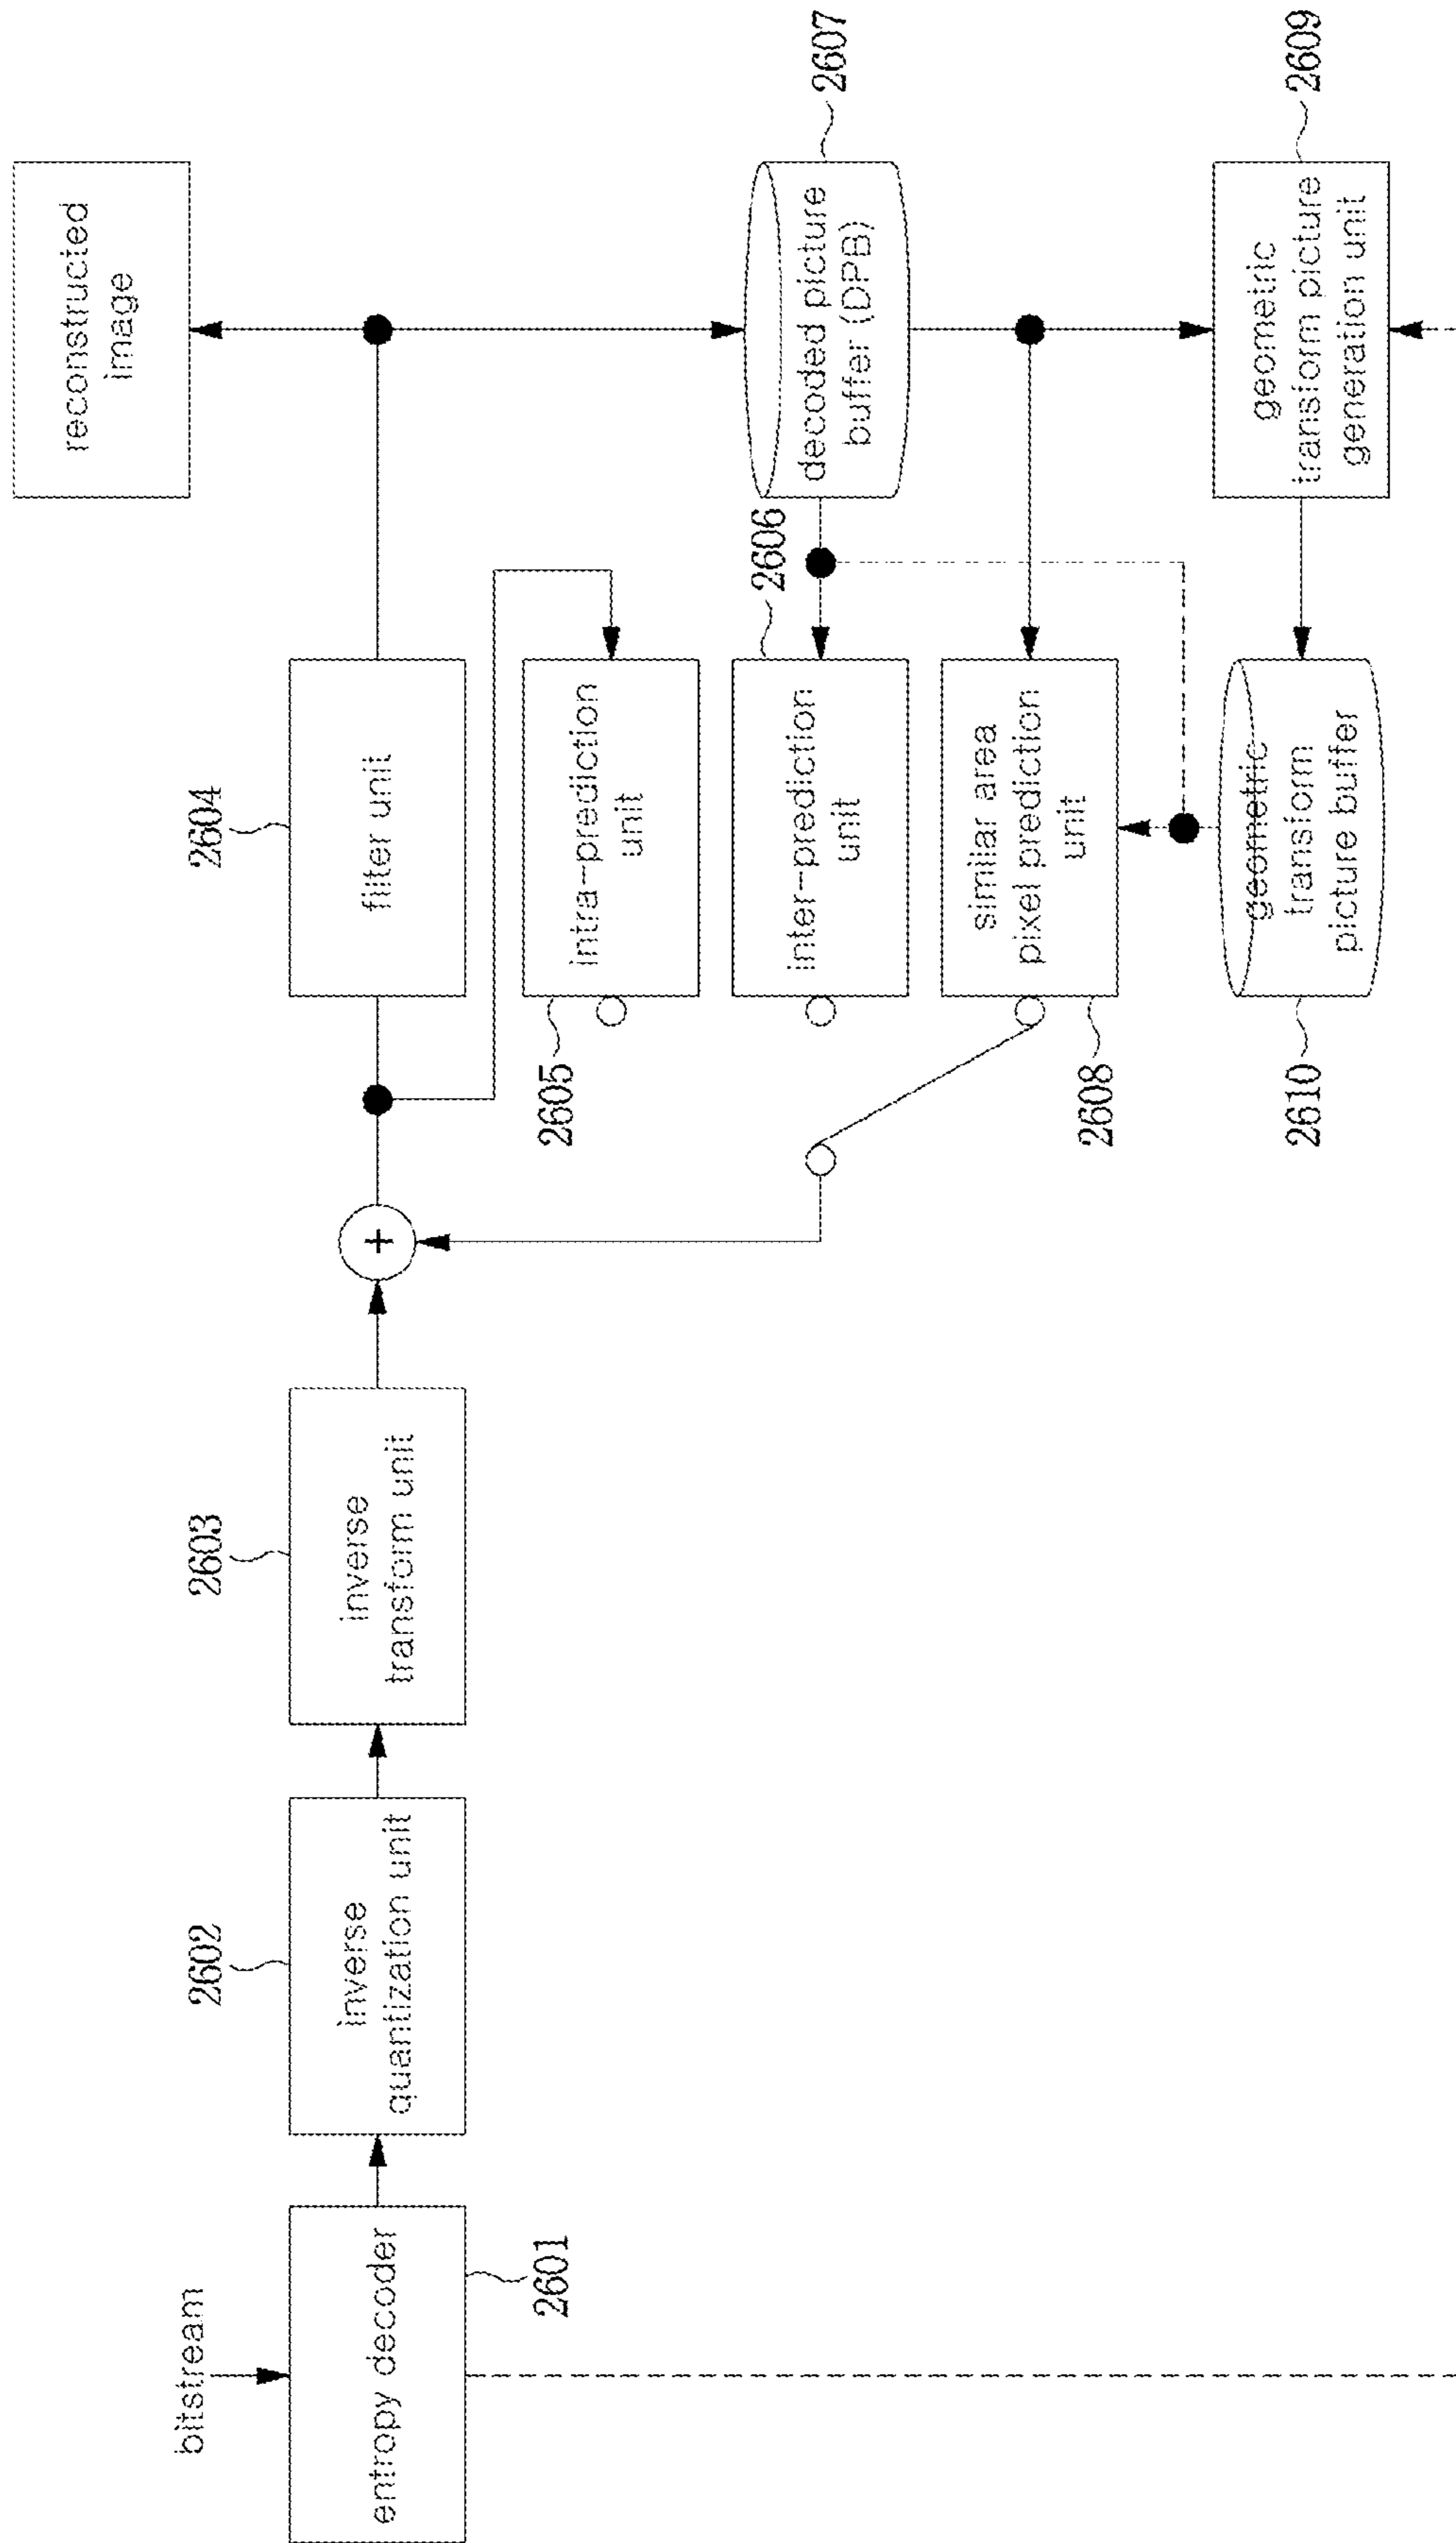 bitstream
entropy decoder
2601
inverse
quantization unit
2602
inverse
transform unit
2603
+
filter unit
2604
reconstructed
image
intra-prediction
unit
2605
inter-prediction
unit
2606
decoded picture
buffer (DPB)
2607
similar area
pixel prediction
unit
2608
geometric
transform picture
generation unit
2609
geometric
transform
picture buffer
2610